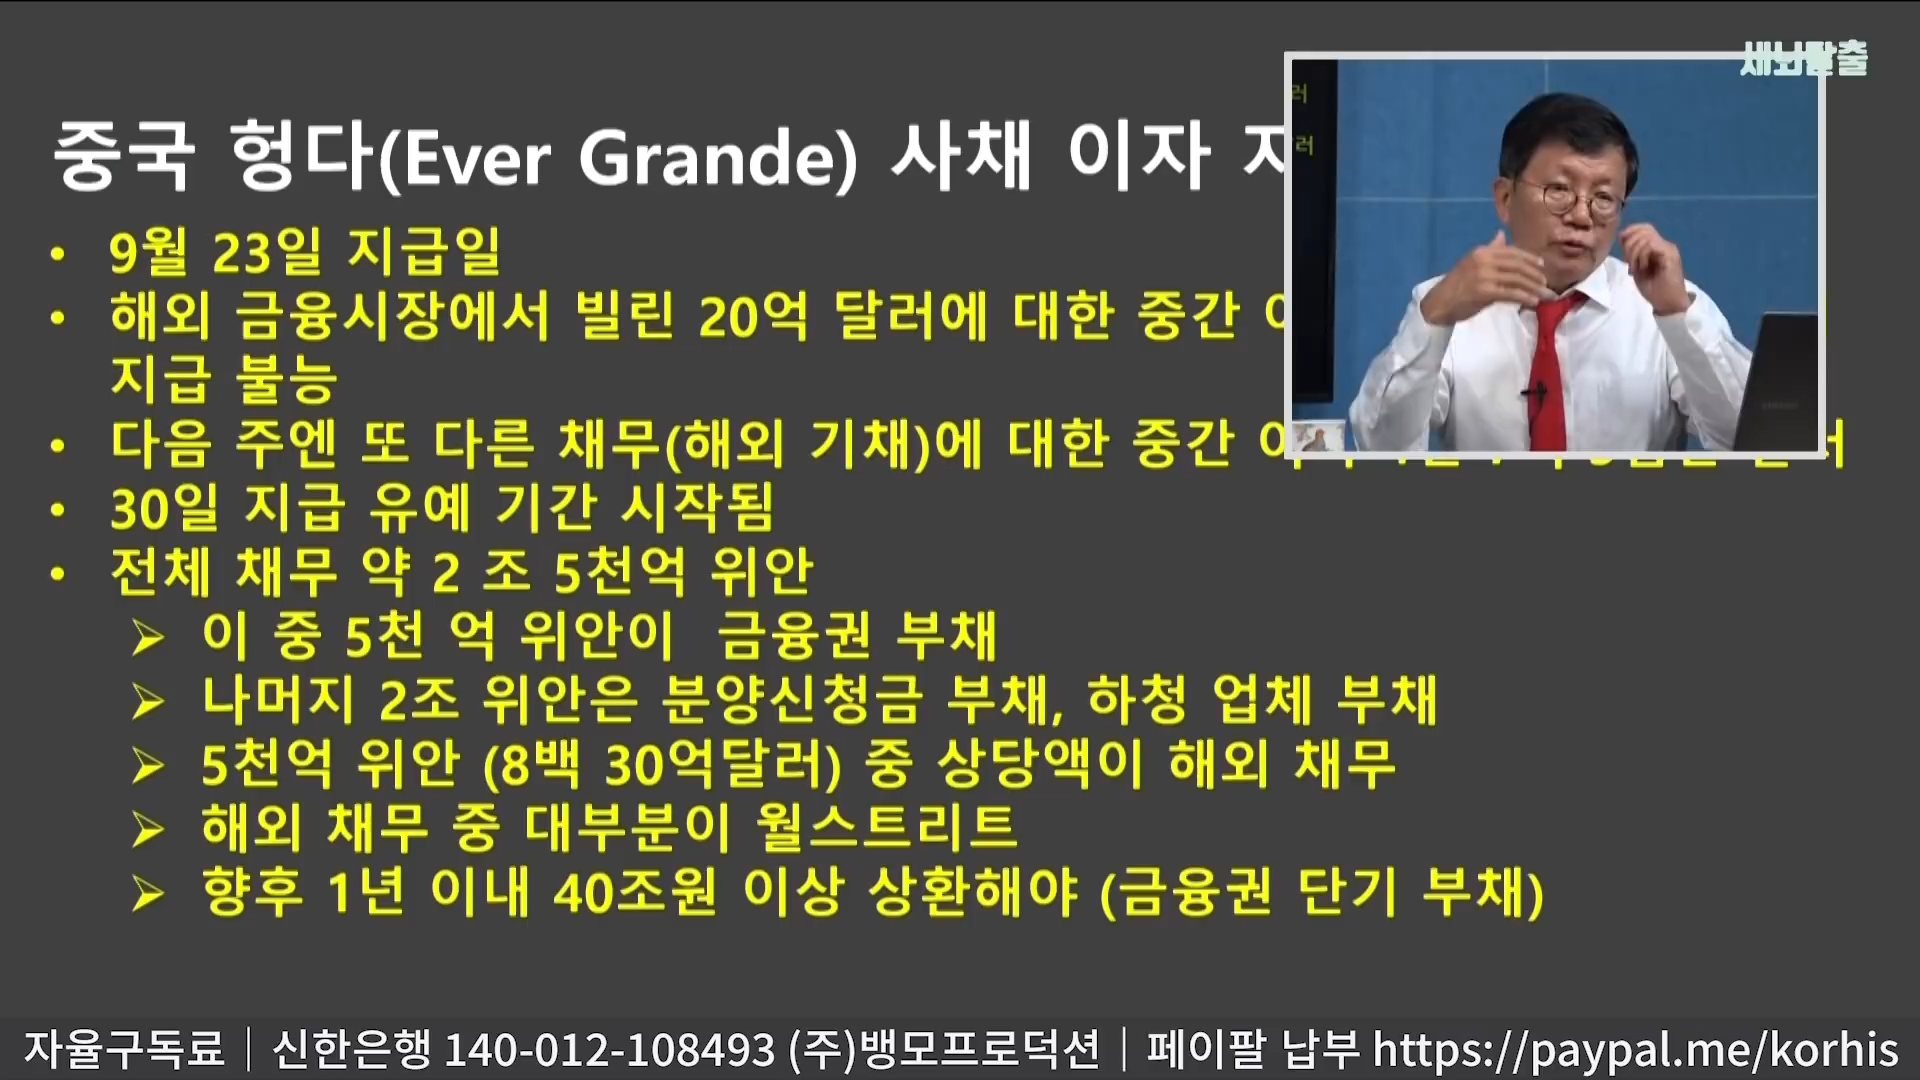 세뇌탈출
러
러
중국 헝다(Ever Grande) 사채 이자
• 9월 23일 지급일
• 해외 금융시장에서 빌린 20억 달러에 대한 중간
지급 불능
• 다음 주엔 또 다른 채무(해외 기채)에 대한 중간
• 30일 지급 유예 기간 시작됨
• 전체 채무 약 2 조 5천억 위안
➢ 이 중 5천 억 위안이 금융권 부채
➢ 나머지 2조 위안은 분양신청금 부채, 하청 업체 부채
➢ 5천억 위안 (8백 30억달러) 중 상당액이 해외 채무
➢ 해외 채무 중 대부분이 월스트리트
➢ 향후 1년 이내 40조원 이상 상환해야 (금융권 단기 부채)
자율구독료│신한은행 140-012-108493 (주)뱅모프로덕션│페이팔 납부 https://paypal.me/korhis